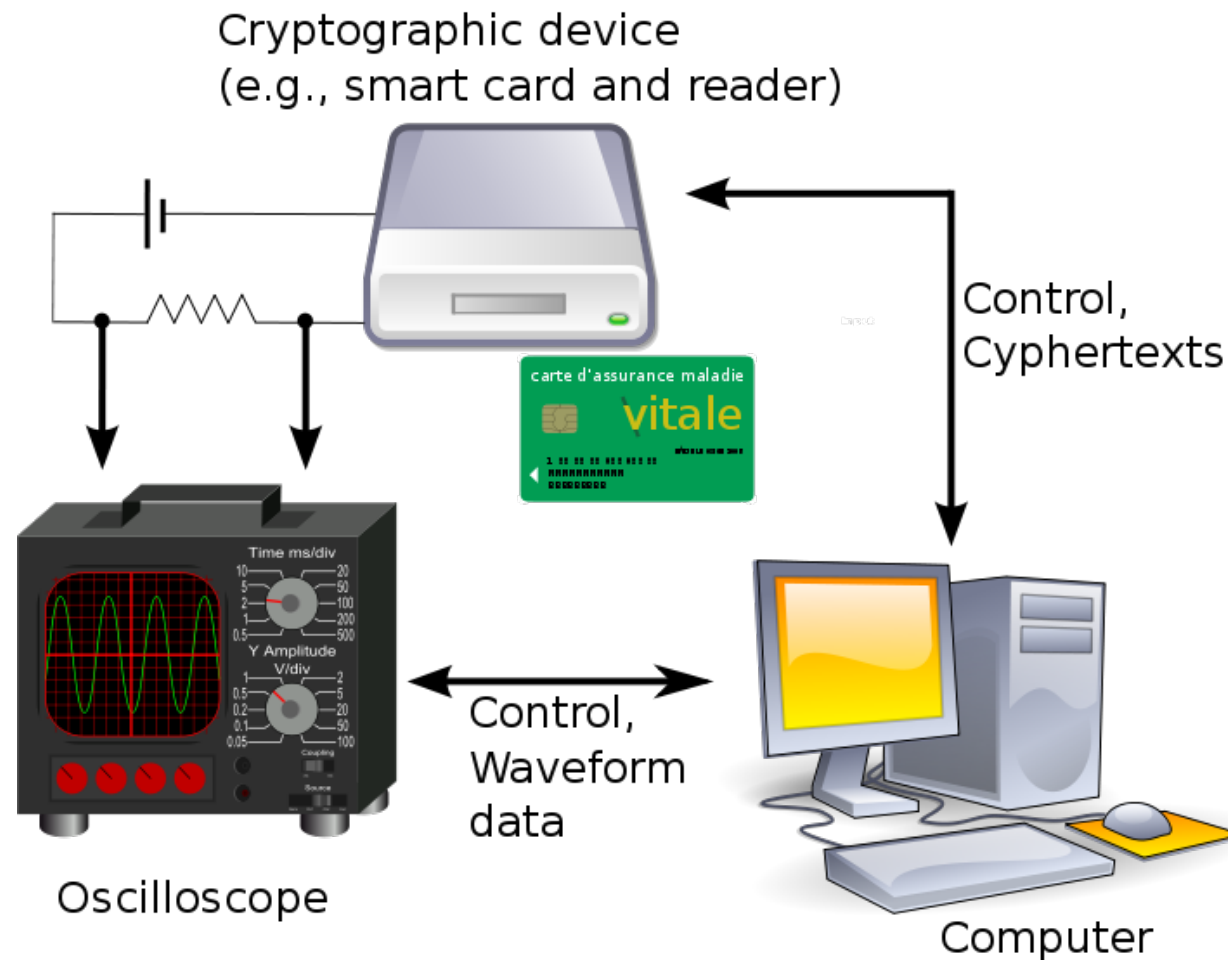 Cryptographic device
(e.g., smart card and reader)
Control,
Cyphertexts
carte d'assurance maladie
vitale
Time ms/div
10 20
5 50
2 100
1 200
0.5 500
Y Amplitude
V/div
1 2
0.5 5
0.2 20
0.1 50
0.05 100
Coupling
Source
Control,
Waveform
data
Oscilloscope
Computer